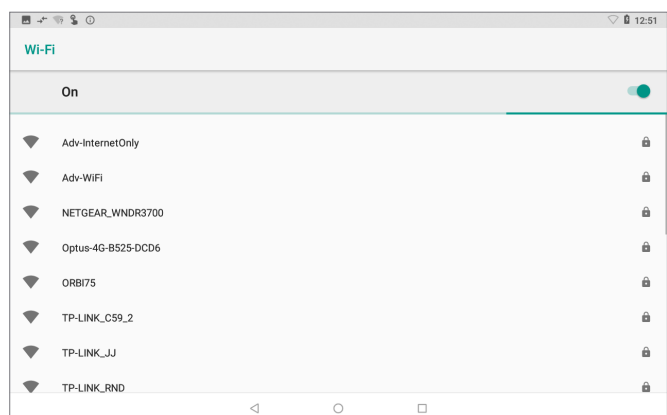 12:51
Wi-Fi
On
Adv-InternetOnly
Adv-WiFi
NETGEAR_WNDR3700
Optus-4G-B525-DCD6
ORBI75
TP-LINK_C59_2
TP-LINK_JJ
TP-LINK_RND